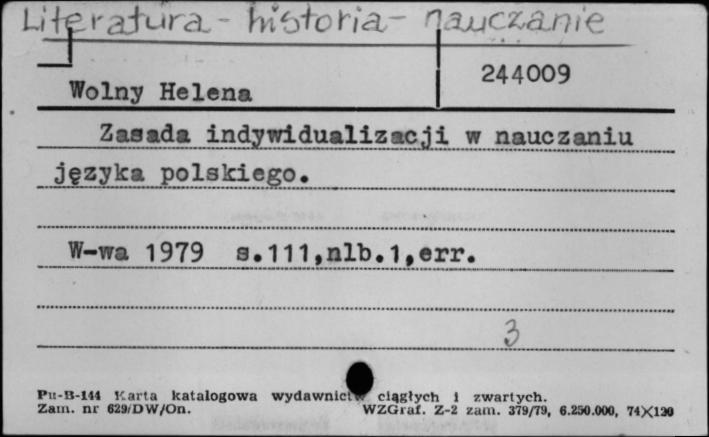 Literatura - historia - nauczanie
244009
Wolny Helena
Zasada indywidualizacji w nauczaniu
języka polskiego.
W-wa 1979 s.111,nlb.1,err.
3
Pu-B-144 Karta katalogowa wydawnictw ciągłych i zwartych.
Zam. nr 629/DW/On. WZGraf. Z-2 zam. 379/79, 6.250.000, 74X120